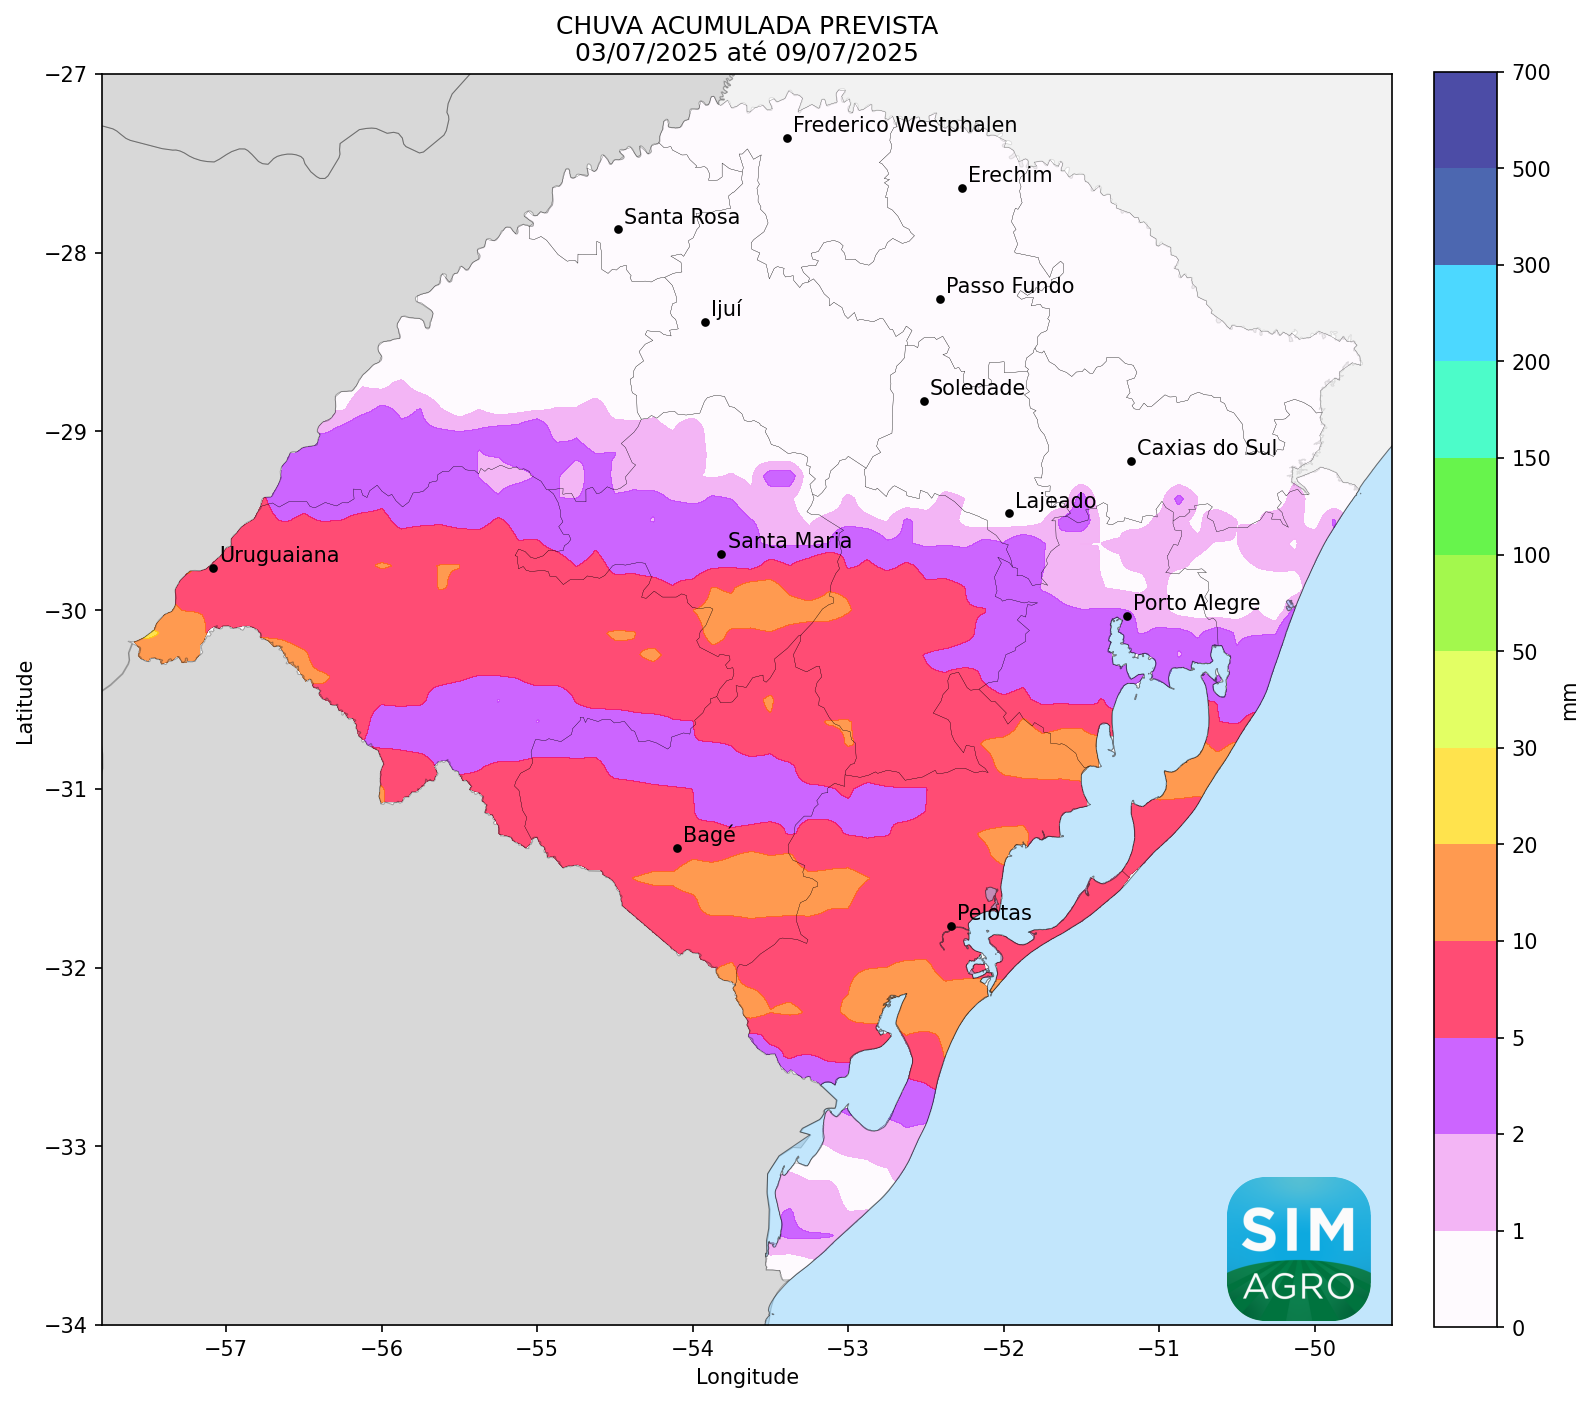 CHUVA ACUMULADA PREVISTA
03/07/2025 até 09/07/2025
−27
−28
−29
−30
−31
−32
−33
−34
Latitude
−57
−56
−55
−54
−53
−52
−51
−50
Longitude
Frederico Westphalen
Erechim
Santa Rosa
Passo Fundo
Ijuí
Soledade
Caxias do Sul
Lajeado
Santa Maria
Uruguaiana
Porto Alegre
Bagé
Pelotas
SIM
AGRO
700
500
300
200
150
100
50
30
20
10
5
2
1
0
mm